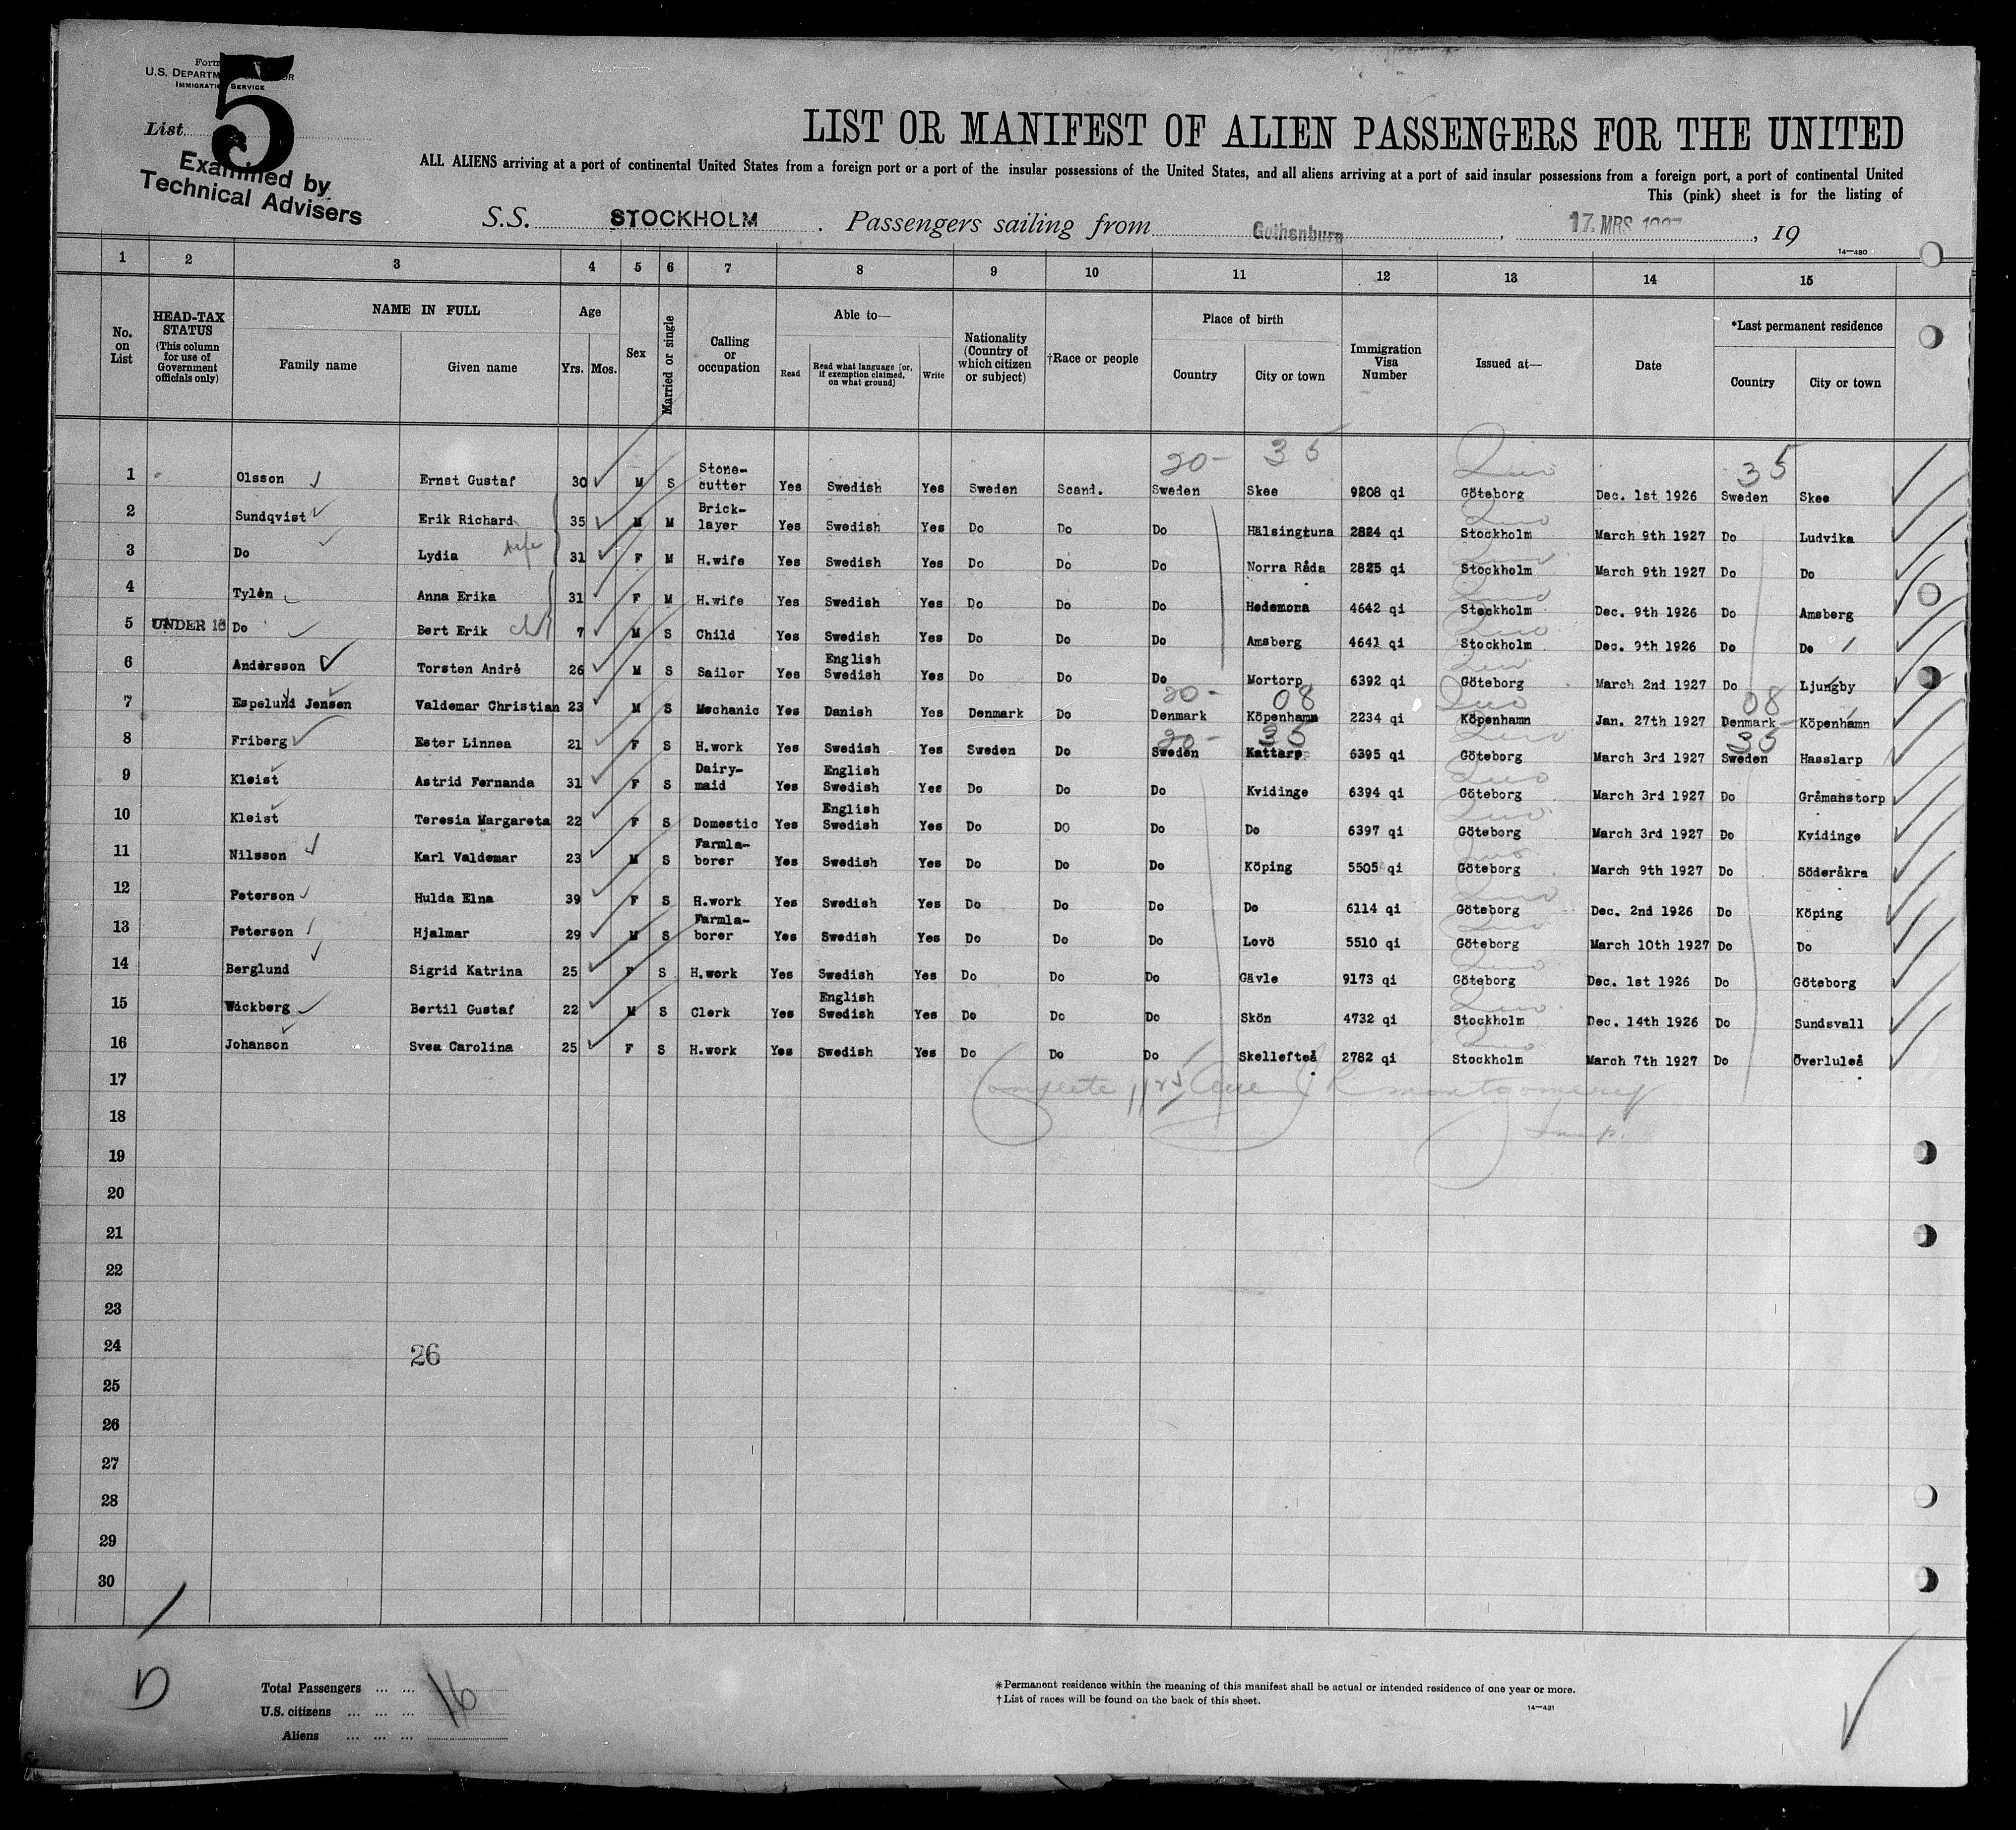 Form
U.S. DEPARTM OR
IMMIGRATION SERVICE
List 5
Examined by
Technical Advisers
LIST OR MANIFEST OF ALIEN PASSENGERS FOR THE UNITED
ALL ALIENS arriving at a port of continental United States from a foreign port or a port of the insular possessions of the United States, and all aliens arriving at a port of said insular possessions from a foreign port, a port of continental United
This (pink) sheet is for the listing of
S.S. STOCKHOLM . Passengers sailing from Gothenburg , 17. MRS 1927 , 19
14—430
1 2 3 4 5 6 7 8 9 10 11 12 13 14 15
No. on List
HEAD-TAX STATUS (This column for use of Government officials only)
NAME IN FULL
Family name Given name
Age
Yrs. Mos.
Sex
Married or single
Calling or occupation
Able to—
Read Read what language [or, if exemption claimed, on what ground] Write
Nationality (Country of which citizen or subject)
†Race or people
Place of birth
Country City or town
Immigration Visa Number
Issued at—
Date
*Last permanent residence
Country City or town
20- 35 35
1 Olsson Ernst Gustaf 30 M S Stone-cutter Yes Swedish Yes Sweden Scand. Sweden Skee 9208 qi Göteborg Dec. 1st 1926 Sweden Skee
2 Sundqvist Erik Richard 35 M M Brick-layer Yes Swedish Yes Do Do Do Hälsingtuna 2824 qi Stockholm March 9th 1927 Do Ludvika
3 Do Lydia wife 31 F M H.wife Yes Swedish Yes Do Do Do Norra Råda 2825 qi Stockholm March 9th 1927 Do Do
4 Tylén Anna Erika 31 F M H.wife Yes Swedish Yes Do Do Do Hedemona 4642 qi Stockholm Dec. 9th 1926 Do Amsberg
5 UNDER 16 Do Bert Erik ch 7 M S Child Yes Swedish Yes Do Do Do Amsberg 4641 qi Stockholm Dec. 9th 1926 Do Do
6 Andersson Torsten André 26 M S Sailor Yes English Swedish Yes Do Do Do Mortorp 6392 qi Göteborg March 2nd 1927 Do Ljungby
20- 08 08
7 Espelund Jensen Valdemar Christian 23 M S Mechanic Yes Danish Yes Denmark Do Denmark Köpenhamn 2234 qi Köpenhamn Jan. 27th 1927 Denmark Köpenhamn
20- 35 35
8 Friberg Ester Linnea 21 F S H.work Yes Swedish Yes Sweden Do Sweden Kattarp 6395 qi Göteborg March 3rd 1927 Sweden Hasslarp
9 Kleist Astrid Fernanda 31 F S Dairy-maid Yes English Swedish Yes Do Do Do Kvidinge 6394 qi Göteborg March 3rd 1927 Do Gråmanstorp
10 Kleist Teresia Margareta 22 F S Domestic Yes English Swedish Yes Do DO Do Do 6397 qi Göteborg March 3rd 1927 Do Kvidinge
11 Nilsson Karl Valdemar 23 M S Farmla-borer Yes Swedish Yes Do Do Do Köping 5505 qi Göteborg March 9th 1927 Do Söderåkra
12 Peterson Hulda Elna 39 F S H.work Yes Swedish Yes Do Do Do Do 6114 qi Göteborg Dec. 2nd 1926 Do Köping
13 Peterson Hjalmar 29 M S Farmla-borer Yes Swedish Yes Do Do Do Lovö 5510 qi Göteborg March 10th 1927 Do Do
14 Berglund Sigrid Katrina 25 F S H.work Yes Swedish Yes Do Do Do Gävle 9173 qi Göteborg Dec. 1st 1926 Do Göteborg
15 Wickberg Bertil Gustaf 22 M S Clerk Yes English Swedish Yes Do Do Do Skön 4732 qi Stockholm Dec. 14th 1926 Do Sundsvall
16 Johanson Svea Carolina 25 F S H.work Yes Swedish Yes Do Do Do Skellefteå 2782 qi Stockholm March 7th 1927 Do Överluleå
17 Complete J R Montgomery
18 Insp.
19
20
21
22
23
24 26
25
26
27
28
29
30
D
Total Passengers ... ... 16
U.S. citizens ... ... ...
Aliens ... ... ...
*Permanent residence within the meaning of this manifest shall be actual or intended residence of one year or more.
†List of races will be found on the back of this sheet.
14—431